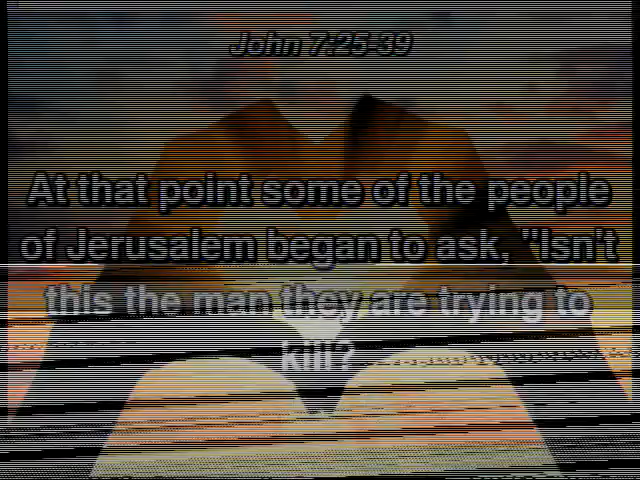 John 7:25-39
At that point some of the people
of Jerusalem began to ask, "Isn't
this the man they are trying to
kill?